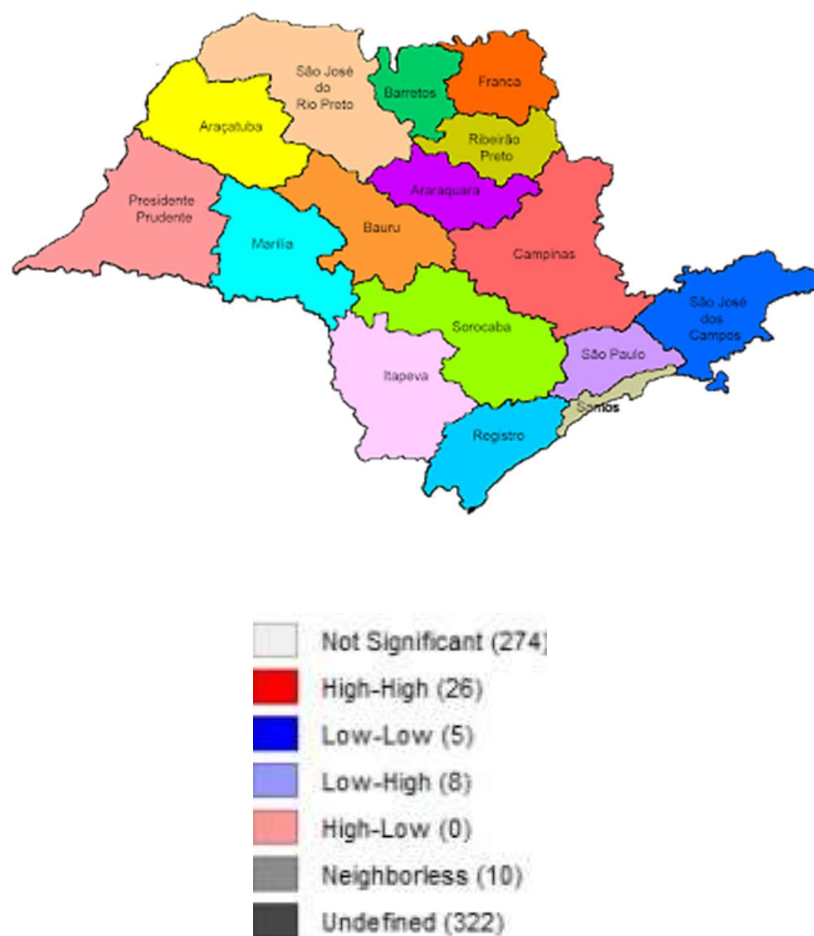 São José
do
Rio Preto
Barretos
Franca
Araçatuba
Ribeirão
Preto
Araraquara
Presidente
Prudente
Marília
Bauru
Campinas
São José
dos
Campos
Sorocaba
São Paulo
Itapeva
Santos
Registro
Not Significant (274)
High-High (26)
Low-Low (5)
Low-High (8)
High-Low (0)
Neighborless (10)
Undefined (322)